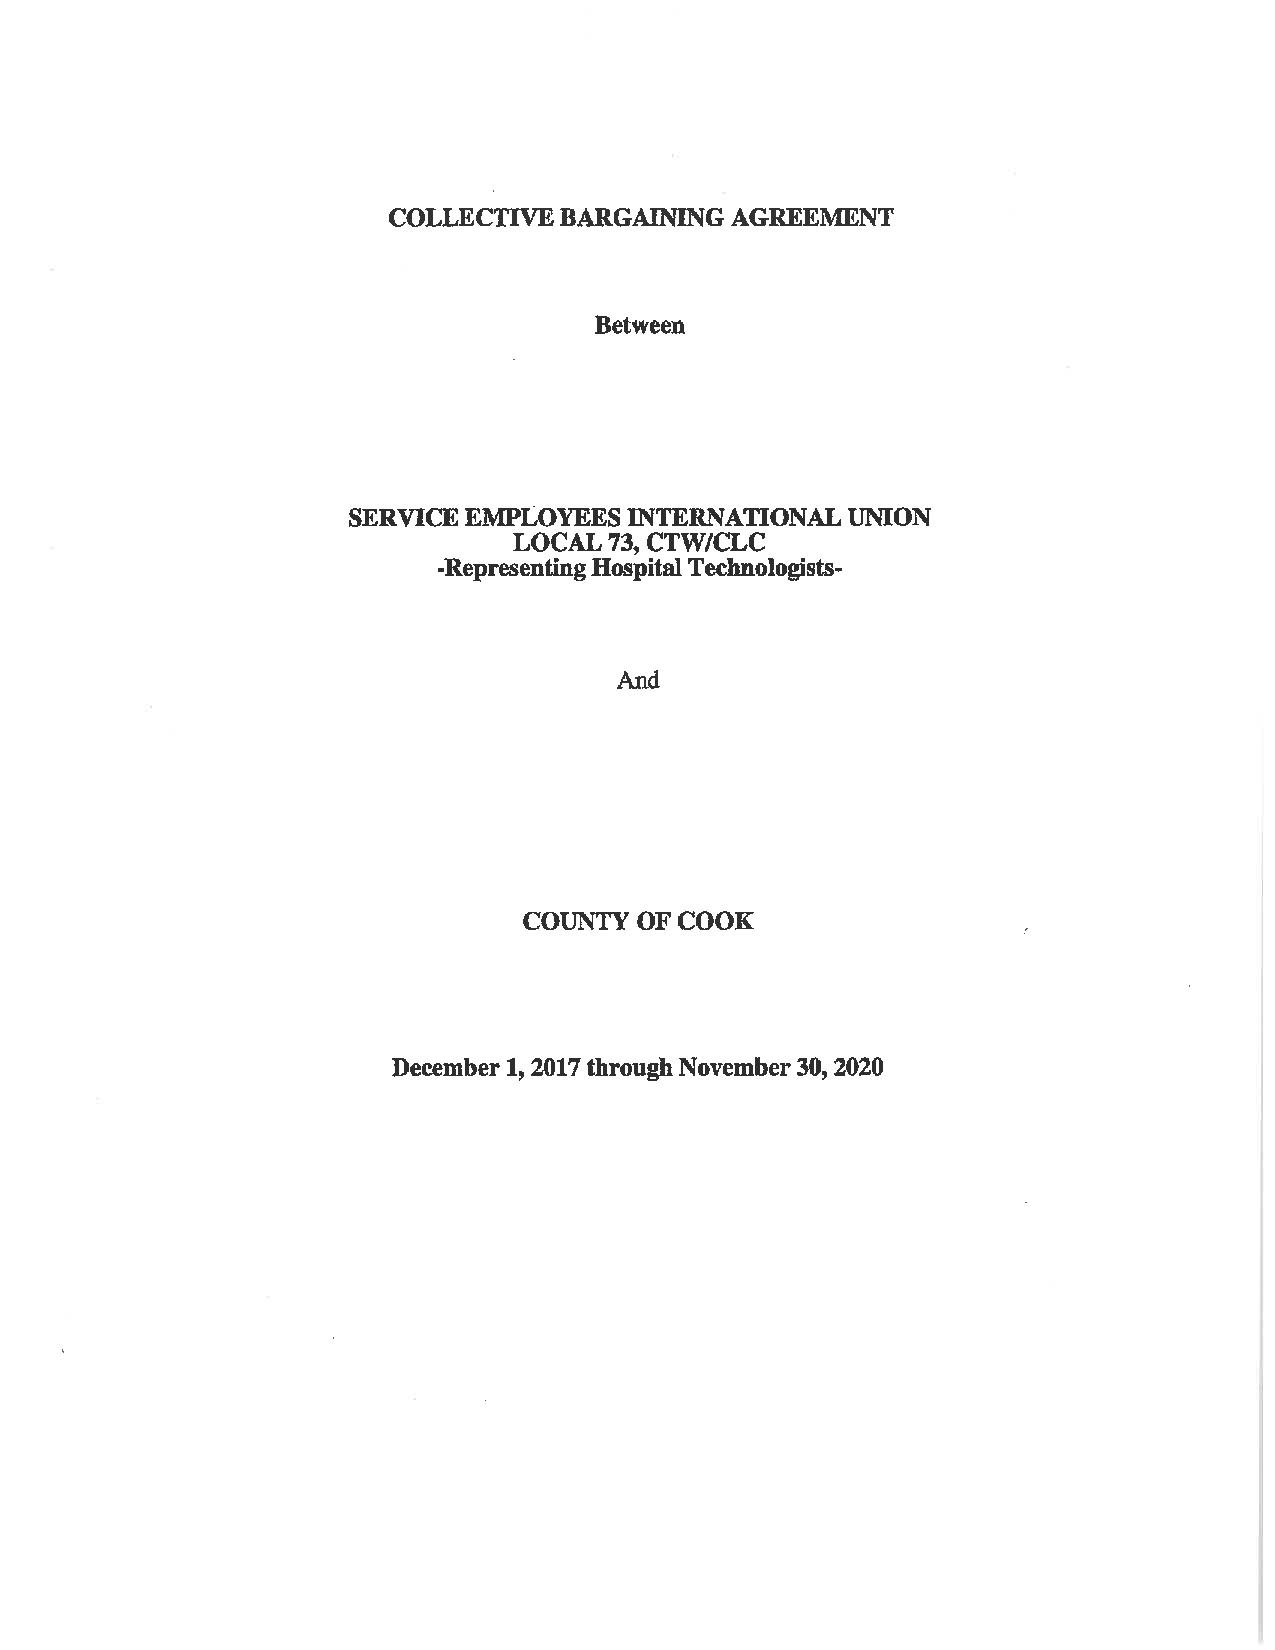 COLLECTIVE BARGAINING AGREEMENT
Between
SERVICE EMPLOYEES INTERNATIONAL UNION
LOCAL 73, CTW/CLC
-Representing Hospital Technologists-
And
COUNTY OF COOK
December 1, 2017 through November 30, 2020